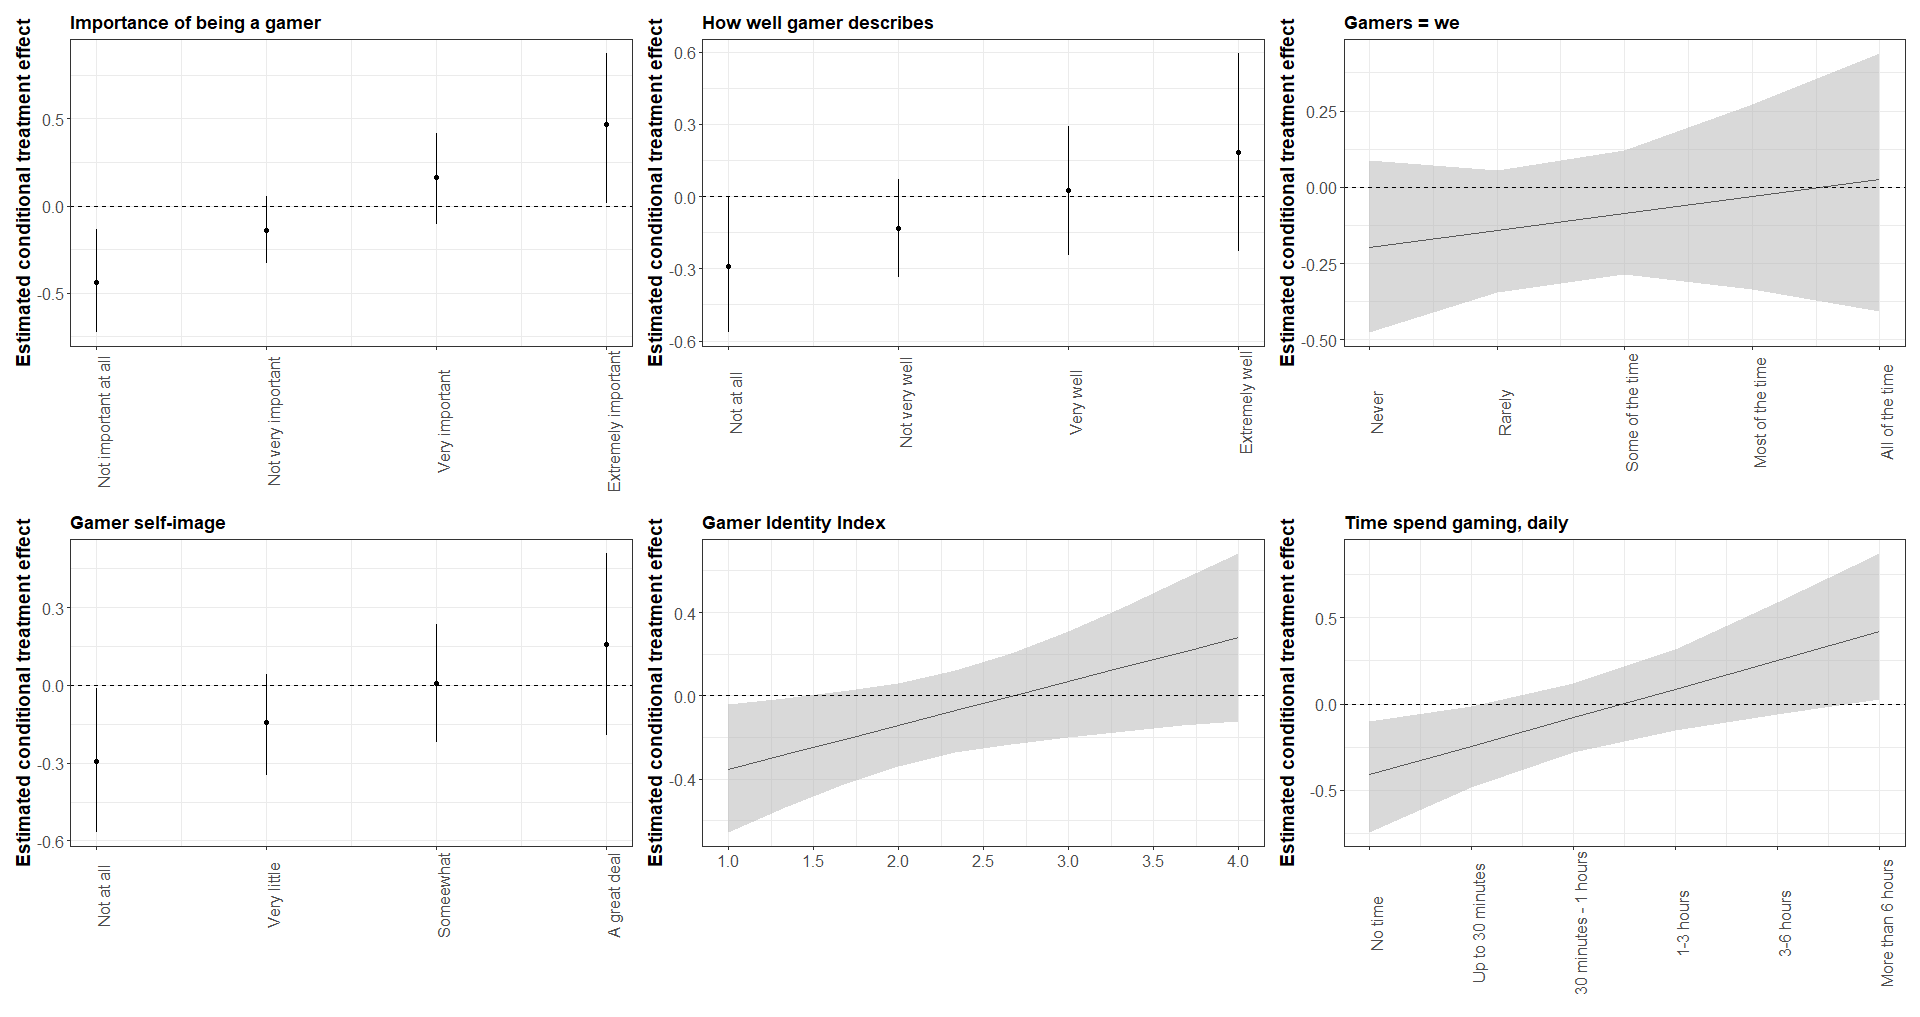 Importance of being a gamer
Estimated conditional treatment effect
0.5
0.0
-0.5
Not important at all
Not very important
Very important
Extremely important
How well gamer describes
Estimated conditional treatment effect
0.6
0.3
0.0
-0.3
-0.6
Not at all
Not very well
Very well
Extremely well
Gamers = we
Estimated conditional treatment effect
0.25
0.00
-0.25
-0.50
Never
Rarely
Some of the time
Most of the time
All of the time
Gamer self-image
Estimated conditional treatment effect
0.3
0.0
-0.3
-0.6
Not at all
Very little
Somewhat
A great deal
Gamer Identity Index
Estimated conditional treatment effect
0.4
0.0
-0.4
1.0
1.5
2.0
2.5
3.0
3.5
4.0
Time spend gaming, daily
Estimated conditional treatment effect
0.5
0.0
-0.5
No time
Up to 30 minutes
30 minutes - 1 hours
1-3 hours
3-6 hours
More than 6 hours